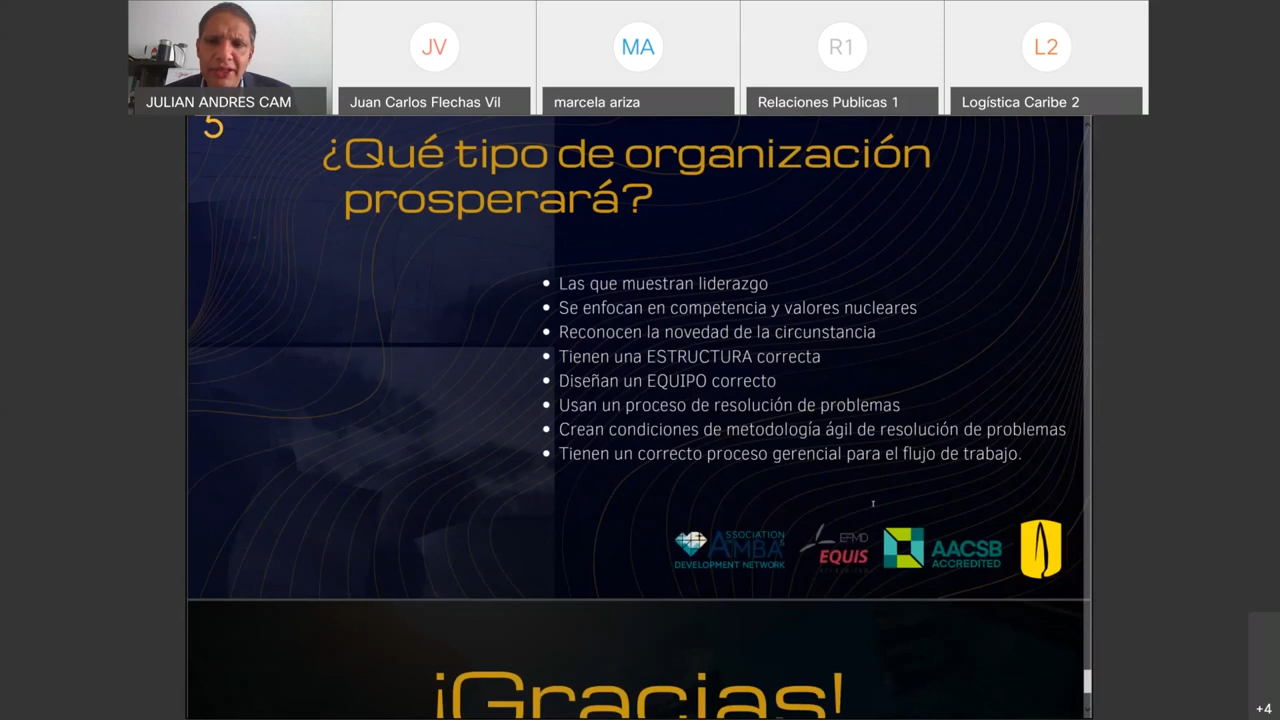 JV
MA
R1
L2
JULIAN ANDRES CAM
Juan Carlos Flechas Vil
marcela ariza
Relaciones Publicas 1
Logística Caribe 2
5
¿Qué tipo de organización
prosperará?
• Las que muestran liderazgo
• Se enfocan en competencia y valores nucleares
• Reconocen la novedad de la circunstancia
• Tienen una ESTRUCTURA correcta
• Diseñan un EQUIPO correcto
• Usan un proceso de resolución de problemas
• Crean condiciones de metodología ágil de resolución de problemas
• Tienen un correcto proceso gerencial para el flujo de trabajo.
SSOCIATION
AMBA
DEVELOPMENT NETWORK
EFMD
EQUIS
AACSB
ACCREDITED
¡Gracias!
+4